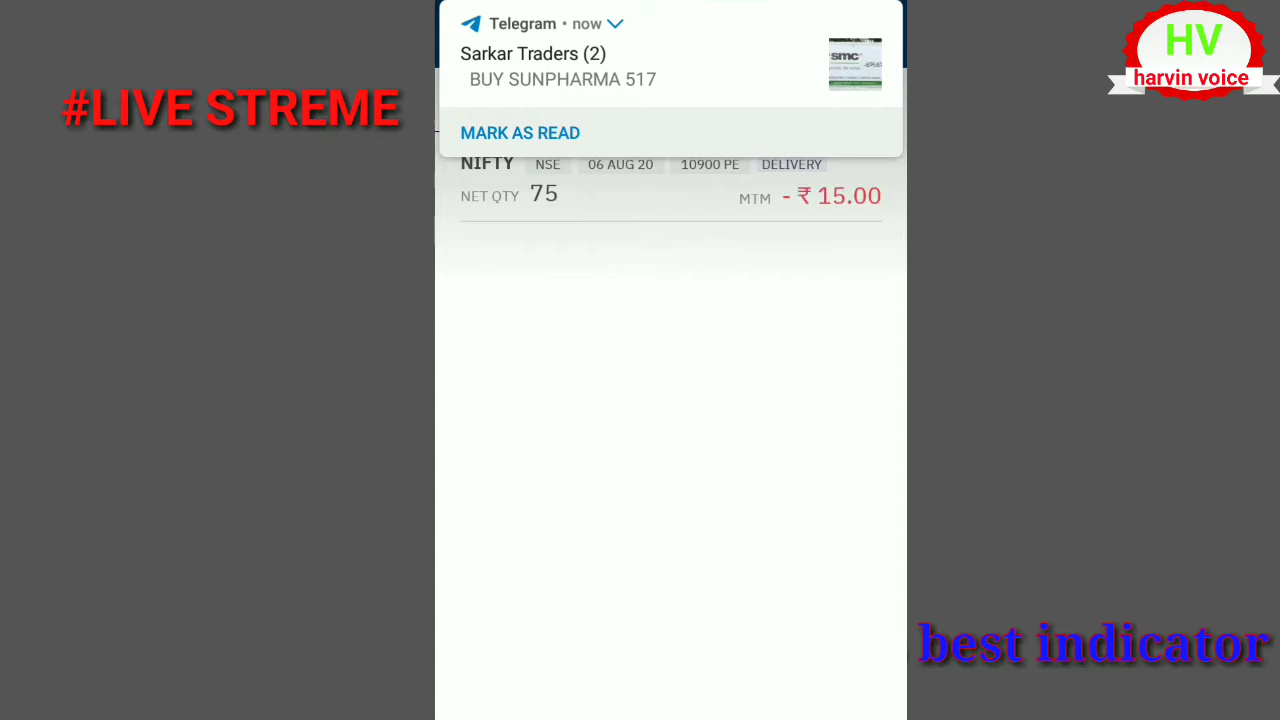 #LIVE STREME
Telegram • now
Sarkar Traders (2)
BUY SUNPHARMA 517
smc
MARK AS READ
NIFTY NSE 06 AUG 20 10900 PE DELIVERY
NET QTY 75 MTM - ₹ 15.00
HV
harvin voice
best indicator